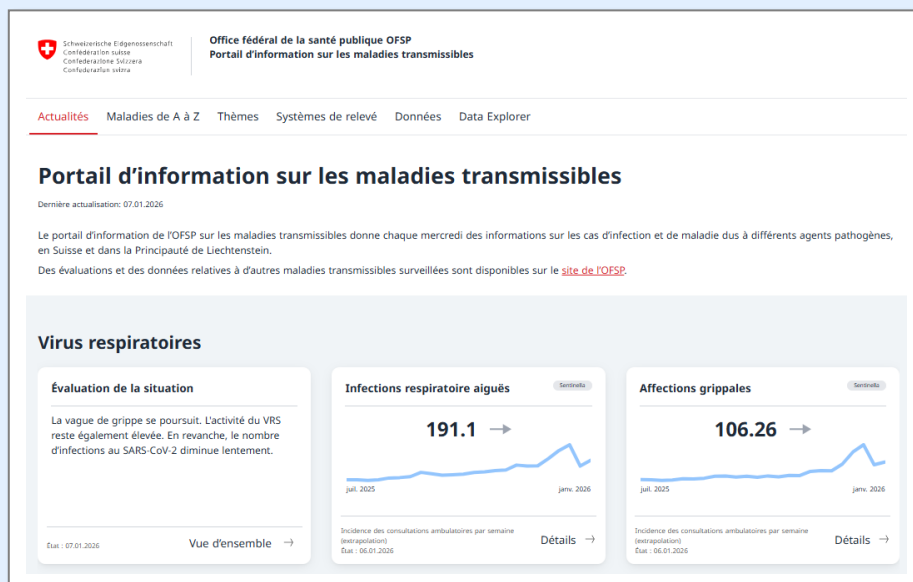 Schweizerische Eidgenossenschaft
Confédération suisse
Confederazione Svizzera
Confederaziun svizra
Office fédéral de la santé publique OFSP
Portail d'information sur les maladies transmissibles
Actualités Maladies de A à Z Thèmes Systèmes de relevé Données Data Explorer
Portail d'information sur les maladies transmissibles
Dernière actualisation: 07.01.2026
Le portail d'information de l'OFSP sur les maladies transmissibles donne chaque mercredi des informations sur les cas d'infection et de maladie dus à différents agents pathogènes,
en Suisse et dans la Principauté de Liechtenstein.
Des évaluations et des données relatives à d'autres maladies transmissibles surveillées sont disponibles sur le site de l'OFSP.
Virus respiratoires
Évaluation de la situation
La vague de grippe se poursuit. L'activité du VRS
reste également élevée. En revanche, le nombre
d'infections au SARS-CoV-2 diminue lentement.
État : 07.01.2026
Vue d'ensemble →
Infections respiratoire aiguës Sentinella
191.1 →
juil. 2025 janv. 2026
Incidence des consultations ambulatoires par semaine
(extrapolation)
État : 06.01.2026
Détails →
Affections grippales Sentinella
106.26 →
juil. 2025 janv. 2026
Incidence des consultations ambulatoires par semaine
(extrapolation)
État : 06.01.2026
Détails →